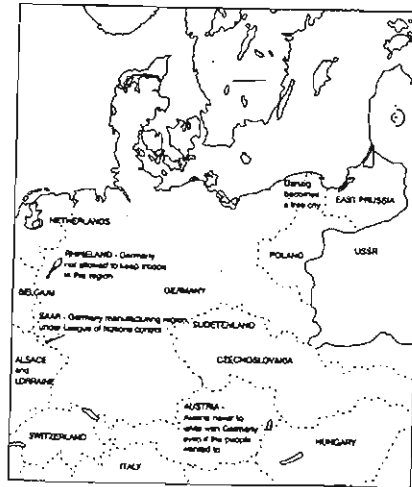 Danzig
becomes
a free city
EAST PRUSSIA
NETHERLANDS
USSR
RHINELAND - Germany
not allowed to keep troops
in the region
POLAND
BELGIUM
GERMANY
SAAR - Germany manufacturing region
under League of Nations control
SUDETENLAND
ALSACE
and
LORRAINE
CZECHOSLOVAKIA
AUSTRIA -
Austria never to
unite with Germany
even if the people
wanted to
SWITZERLAND
HUNGARY
ITALY